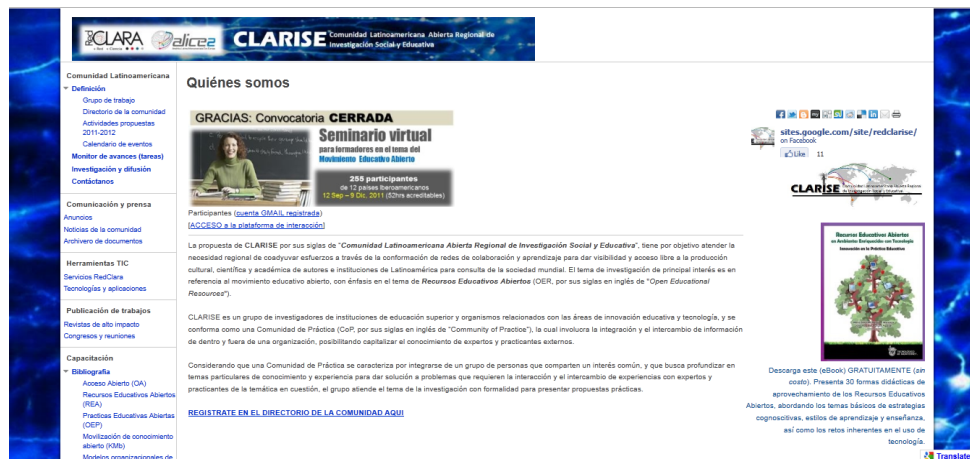 CLARA
alice2
CLARISE
Comunidad Latinoamericana Abierta Regional de
Investigación Social y Educativa
Comunidad Latinoamericana
Definición
Grupo de trabajo
Directorio de la comunidad
Actividades propuestas
2011-2012
Calendario de eventos
Monitor de avances (tareas)
Investigación y difusión
Contáctanos
Comunicación y prensa
Anuncios
Noticias de la comunidad
Archivero de documentos
Herramientas TIC
Servicios RedClara
Tecnologías y aplicaciones
Publicación de trabajos
Revistas de alto impacto
Congresos y reuniones
Capacitación
Bibliografía
Acceso Abierto (OA)
Recursos Educativos Abiertos
(REA)
Practicas Educativas Abiertas
(OEP)
Movilización de conocimiento
abierto (KMb)
Modelos organizacionales de
Quiénes somos
GRACIAS: Convocatoria CERRADA
Seminario virtual
para formadores en el tema del
Movimiento Educativo Abierto
255 participantes
de 12 países iberoamericanos
12 Sep – 9 Dic. 2011 (52hrs acreditables)
Participantes (cuenta GMAIL registrada)
[ACCESO a la plataforma de interacción]
La propuesta de CLARISE por sus siglas de "Comunidad Latinoamericana Abierta Regional de Investigación Social y Educativa", tiene por objetivo atender la
necesidad regional de coadyuvar esfuerzos a través de la conformación de redes de colaboración y aprendizaje para dar visibilidad y acceso libre a la producción
cultural, científica y académica de autores e instituciones de Latinoamérica para consulta de la sociedad mundial. El tema de investigación de principal interés es en
referencia al movimiento educativo abierto, con énfasis en el tema de Recursos Educativos Abiertos (OER, por sus siglas en inglés de "Open Educational
Resources").
CLARISE es un grupo de investigadores de instituciones de educación superior y organismos relacionados con las áreas de innovación educativa y tecnología, y se
conforma como una Comunidad de Práctica (CoP, por sus siglas en inglés de "Community of Practice"), la cual involucra la integración y el intercambio de información
de dentro y fuera de una organización, posibilitando capitalizar el conocimiento de expertos y practicantes externos.
Considerando que una Comunidad de Práctica se caracteriza por integrarse de un grupo de personas que comparten un interés común, y que busca profundizar en
temas particulares de conocimiento y experiencia para dar solución a problemas que requieren la interacción y el intercambio de experiencias con expertos y
practicantes de la temática en cuestión, el grupo atiende el tema de la investigación con formalidad para presentar propuestas prácticas.
REGISTRATE EN EL DIRECTORIO DE LA COMUNIDAD AQUI
sites.google.com/site/redclarise/
on Facebook
Like 11
CLARISE
Recursos Educativos Abiertos
en Ambientes Enriquecidos con Tecnología
Innovación en la Práctica Educativa
Descarga este (eBook) GRATUITAMENTE (sin
costo). Presenta 30 formas didácticas de
aprovechamiento de los Recursos Educativos
Abiertos, abordando los temas básicos de estrategias
cognoscitivas, estilos de aprendizaje y enseñanza,
así como los retos inherentes en el uso de
tecnología.
Translate